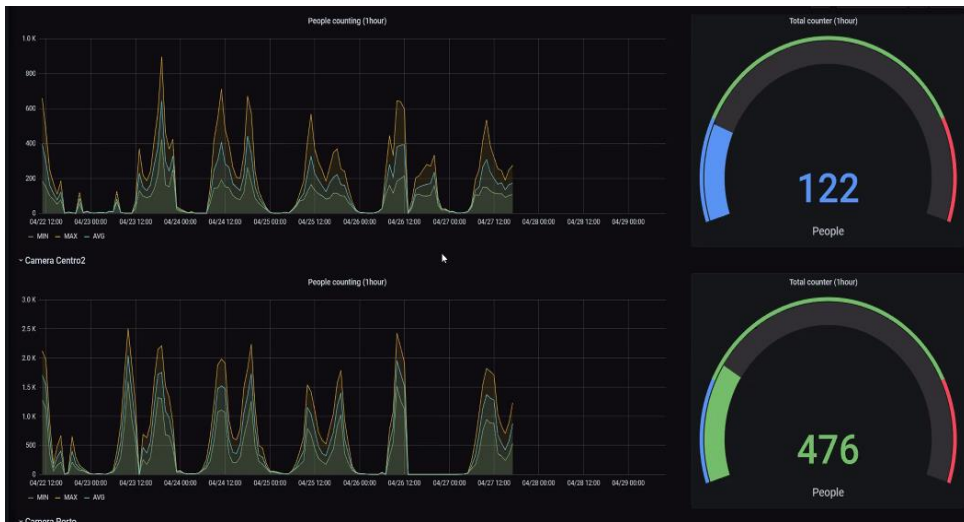 People counting (1hour)
1.0 K
800
600
400
200
0
04/22 12:00 04/23 00:00 04/23 12:00 04/24 00:00 04/24 12:00 04/25 00:00 04/25 12:00 04/26 00:00 04/26 12:00 04/27 00:00 04/27 12:00 04/28 00:00 04/28 12:00 04/29 00:00
MIN MAX AVG
Total counter (1hour)
122
People
Camera Centro2
People counting (1hour)
3.0 K
2.5 K
2.0 K
1.5 K
1.0 K
500
0
04/22 12:00 04/23 00:00 04/23 12:00 04/24 00:00 04/24 12:00 04/25 00:00 04/25 12:00 04/26 00:00 04/26 12:00 04/27 00:00 04/27 12:00 04/28 00:00 04/28 12:00 04/29 00:00
MIN MAX AVG
Total counter (1hour)
476
People
Camera Porto